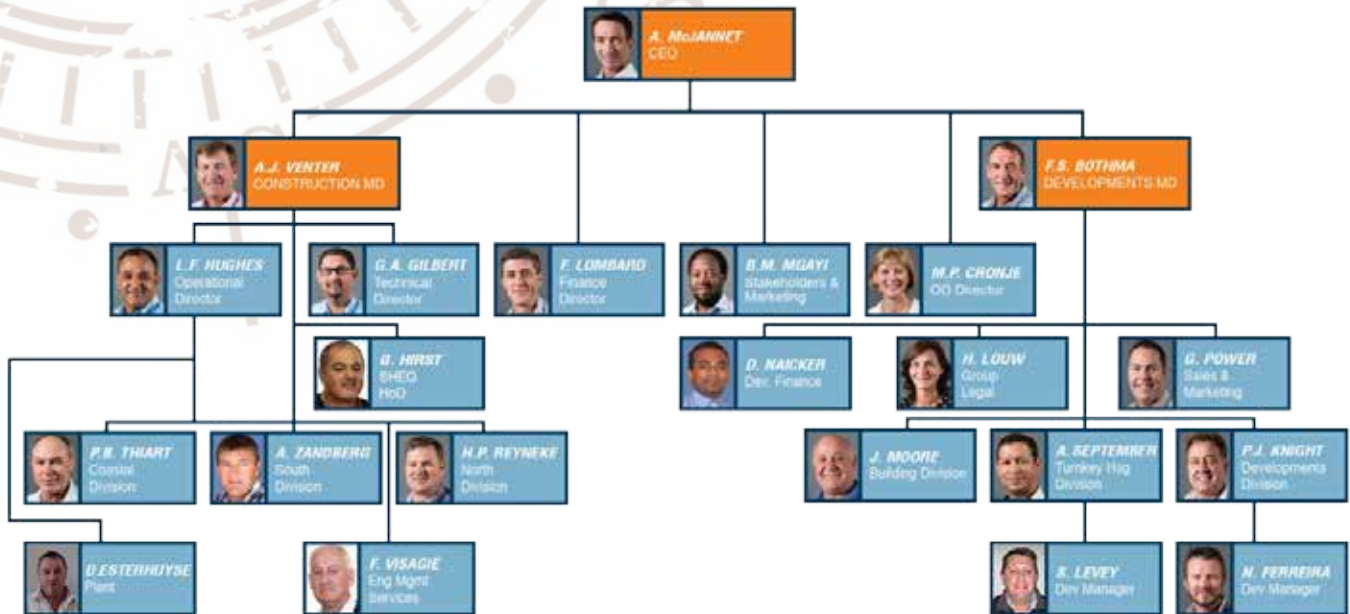 A. McJANNET
CEO
A.J. VENTER
CONSTRUCTION MD
F.S. BOTHMA
DEVELOPMENTS MD
L.F. HUGHES
Operational
Director
G.A. GILBERT
Technical
Director
F. LOMBARD
Finance
Director
B.M. MGAYI
Stakeholders &
Marketing
M.P. CRONJE
OD Director
G. HIRST
SHEQ
HoD
D. NAICKER
Dev. Finance
H. LOUW
Group
Legal
G. POWER
Sales &
Marketing
P.B. THIART
Coastal
Division
A. ZANDBERG
South
Division
H.P. REYNEKE
North
Division
J. MOORE
Building Division
A. SEPTEMBER
Turnkey Hsg
Division
P.J. KNIGHT
Developments
Division
D.ESTERHUYSE
Plant
F. VISAGIE
Eng Mgmt
Services
S. LEVEY
Dev Manager
N. FERREIRA
Dev Manager